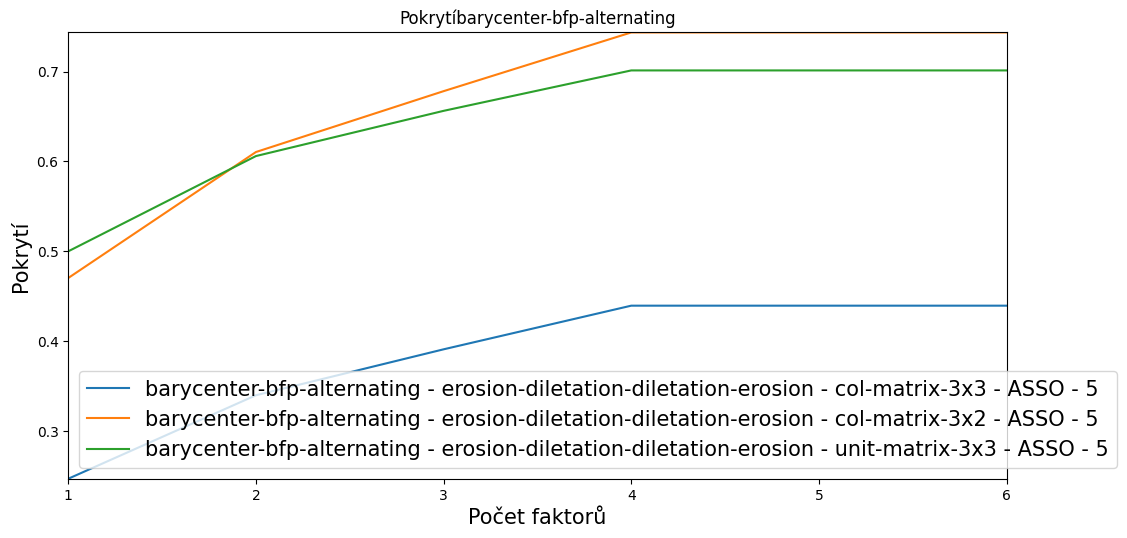 Pokrytíbarycenter-bfp-alternating
Pokrytí
0.7
0.6
0.5
0.4
0.3
barycenter-bfp-alternating - erosion-diletation-diletation-erosion - col-matrix-3x3 - ASSO - 5
barycenter-bfp-alternating - erosion-diletation-diletation-erosion - col-matrix-3x2 - ASSO - 5
barycenter-bfp-alternating - erosion-diletation-diletation-erosion - unit-matrix-3x3 - ASSO - 5
1 2 3 4 5 6
Počet faktorů